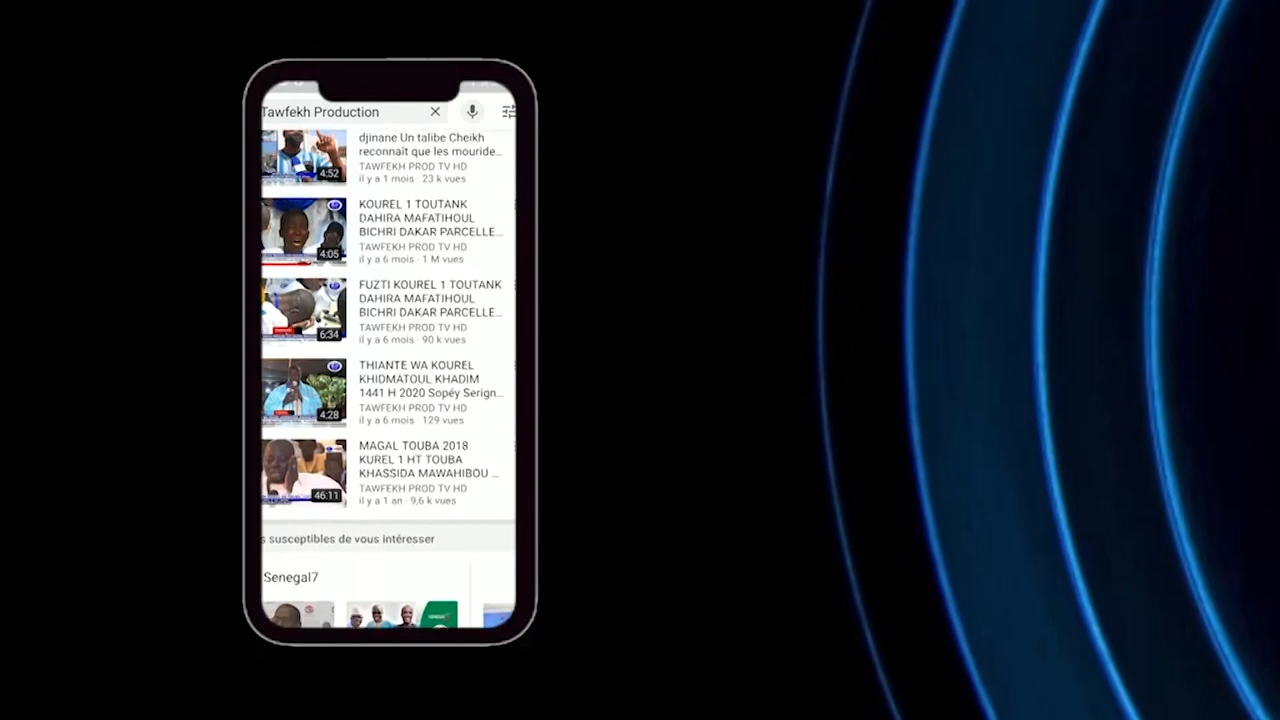 Tawfekh Production
djinane Un talibe Cheikh
reconnaît que les mouride...
TAWFEKH PROD TV HD
il y a 1 mois · 23 k vues
4:52
KOUREL 1 TOUTANK
DAHIRA MAFATIHOUL
BICHRI DAKAR PARCELLE...
TAWFEKH PROD TV HD
il y a 6 mois · 1 M vues
4:05
FUZTI KOUREL 1 TOUTANK
DAHIRA MAFATIHOUL
BICHRI DAKAR PARCELLE...
TAWFEKH PROD TV HD
il y a 6 mois · 90 k vues
6:34
THIANTE WA KOUREL
KHIDMATOUL KHADIM
1441 H 2020 Sopéy Serign...
TAWFEKH PROD TV HD
il y a 6 mois · 129 vues
4:28
MAGAL TOUBA 2018
KUREL 1 HT TOUBA
KHASSIDA MAWAHIBOU ...
TAWFEKH PROD TV HD
il y a 1 an · 9,6 k vues
46:11
s susceptibles de vous intéresser
Senegal7